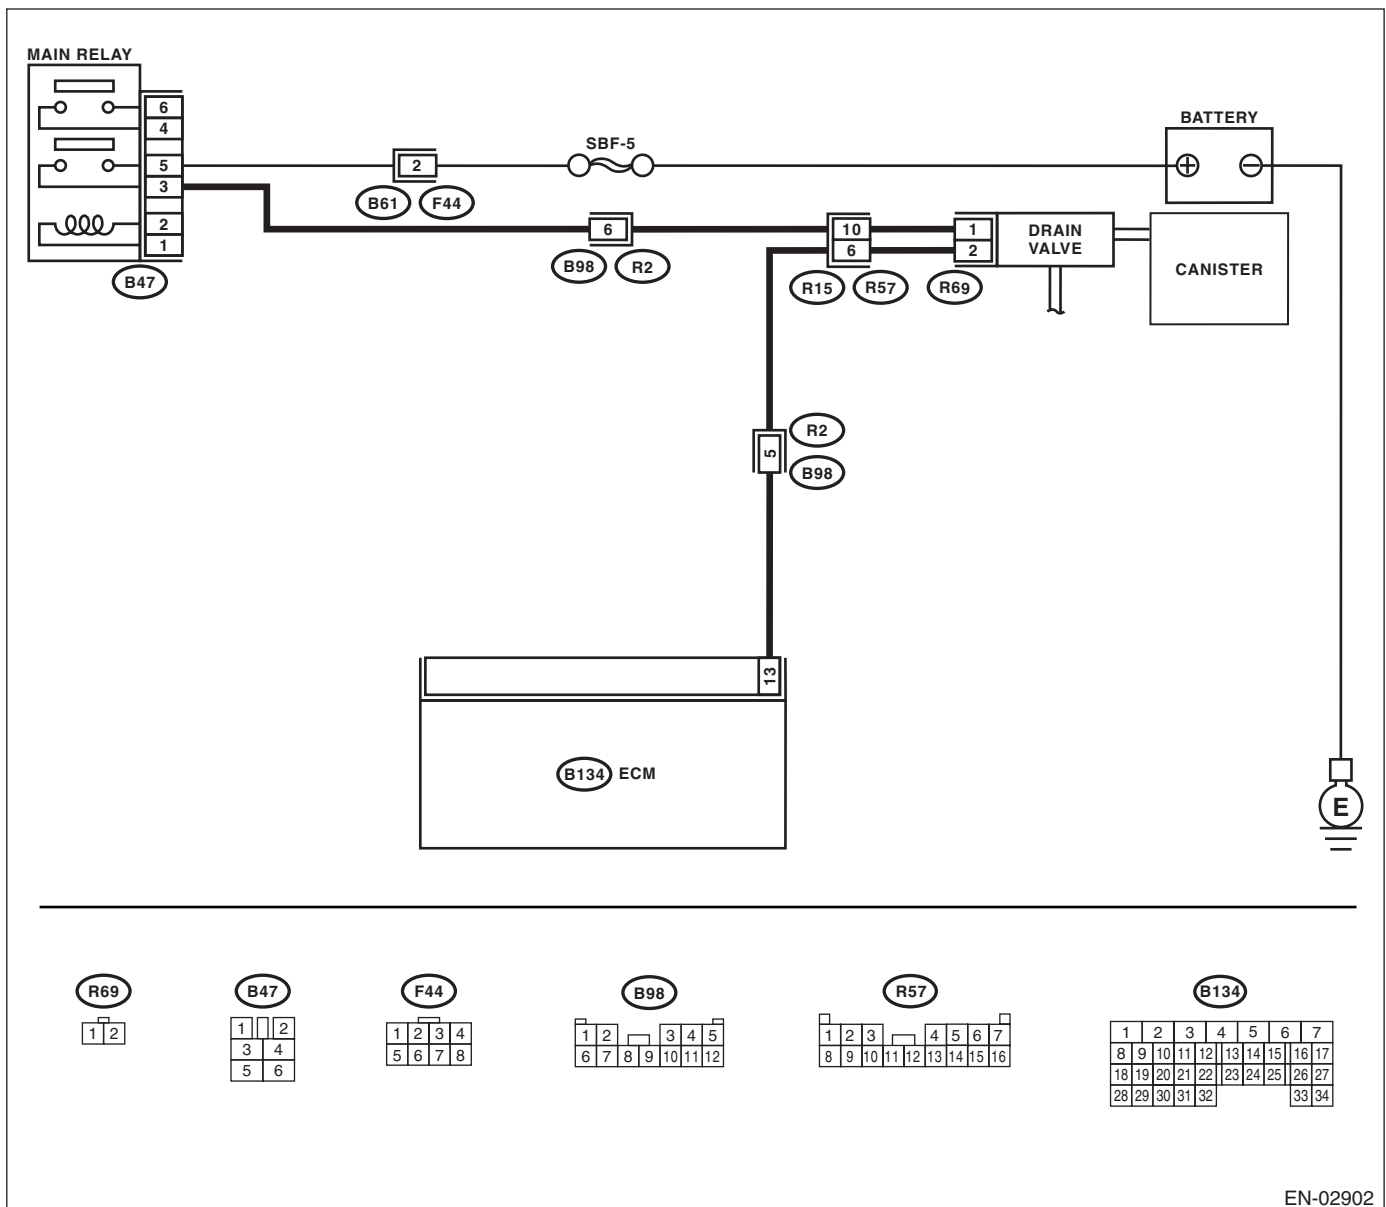 MAIN RELAY
6
4
5
3
2
1
B47
2
B61 F44
SBF-5
BATTERY
6
B98 R2
10
6
R15 R57
1
2
R69
DRAIN
VALVE
CANISTER
5
R2
B98
13
B134 ECM
E
R69
1 2
B47
1 2
3 4
5 6
F44
1 2 3 4
5 6 7 8
B98
1 2 3 4 5
6 7 8 9 10 11 12
R57
1 2 3 4 5 6 7
8 9 10 11 12 13 14 15 16
B134
1 2 3 4 5 6 7
8 9 10 11 12 13 14 15 16 17
18 19 20 21 22 23 24 25 26 27
28 29 30 31 32 33 34
EN-02902